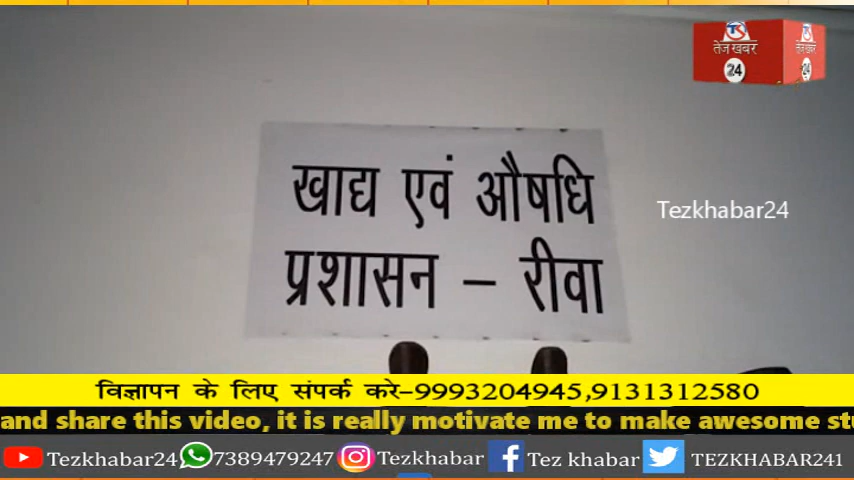 तेज खबर
24
24
खाद्य एवं औषधि
प्रशासन – रीवा
Tezkhabar24
विज्ञापन के लिए संपर्क करे-9993204945,9131312580
and share this video, it is really motivate me to make awesome
Tezkhabar24 7389479247 Tezkhabar Tez khabar TEZKHABAR241